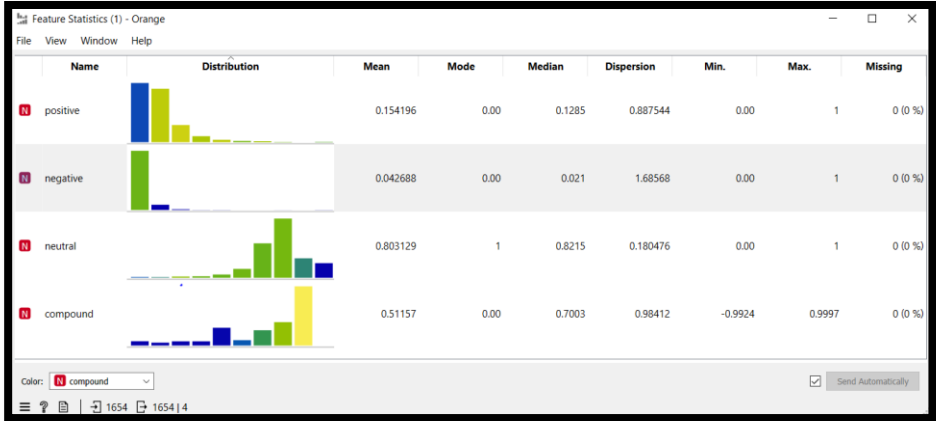 Feature Statistics (1) - Orange
File View Window Help
Name Distribution Mean Mode Median Dispersion Min. Max. Missing
N positive 0.154196 0.00 0.1285 0.887544 0.00 1 0 (0 %)
N negative 0.042688 0.00 0.021 1.68568 0.00 1 0 (0 %)
N neutral 0.803129 1 0.8215 0.180476 0.00 1 0 (0 %)
N compound 0.51157 0.00 0.7003 0.98412 -0.9924 0.9997 0 (0 %)
Color: N compound Send Automatically
? 1654 1654 | 4